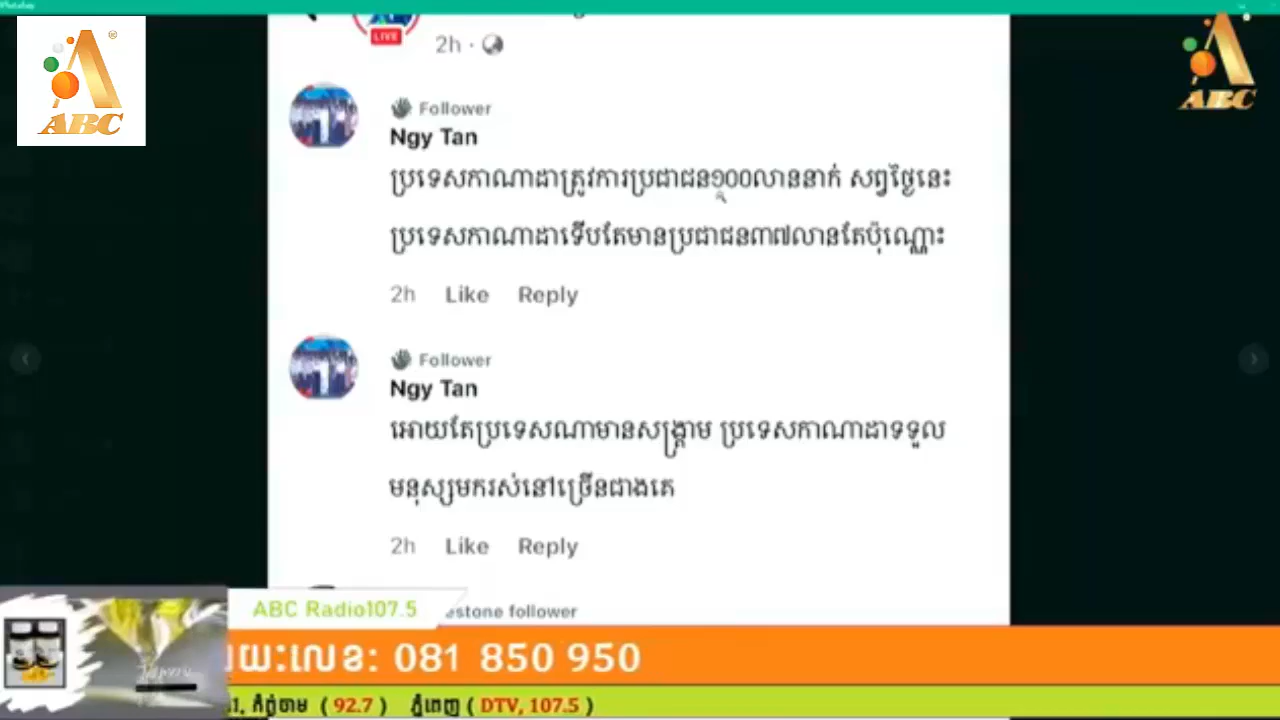 ABC
ABC
LIVE
2h ·
Follower
Ngy Tan
ប្រទេសកាណាដាត្រូវការប្រជាជន១០០លាននាក់ សព្វថ្ងៃនេះ
ប្រទេសកាណាដាទើបតែមានប្រជាជន៣៧លានតែប៉ុណ្ណោះ
2h Like Reply
Follower
Ngy Tan
អោយតែប្រទេសណាមានសង្គ្រាម ប្រទេសកាណាដាទទួល
មនុស្សមករស់នៅច្រើនជាងគេ
2h Like Reply
estone follower
ABC Radio107.5
យៈលេខ: 081 850 950
កំពង់ចាម ( 92.7 ) ភ្នំពេញ ( DTV, 107.5 )